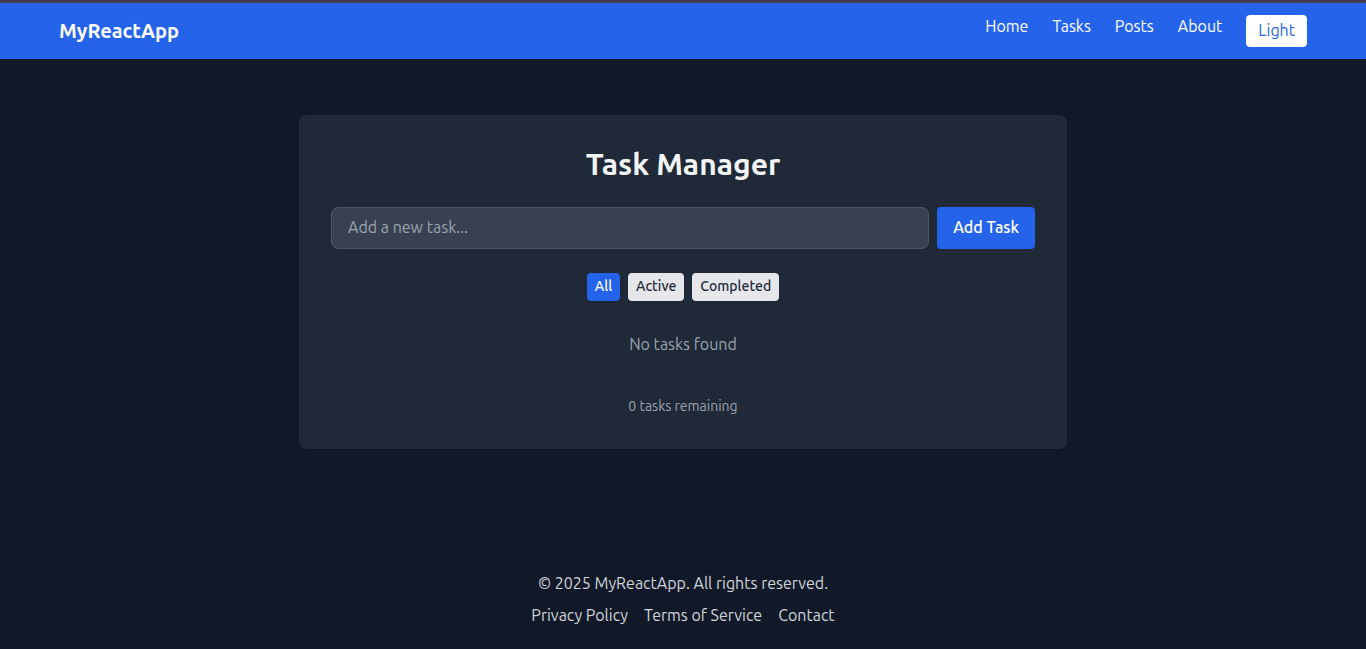 MyReactApp Home Tasks Posts About Light
Task Manager
Add a new task... Add Task
All Active Completed
No tasks found
0 tasks remaining
© 2025 MyReactApp. All rights reserved.
Privacy Policy Terms of Service Contact